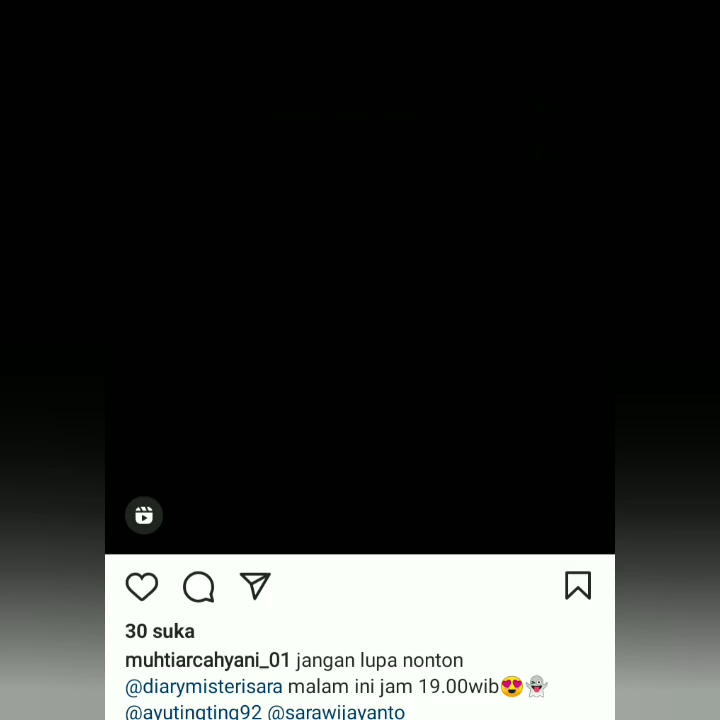 30 suka
muhtiarcahyani_01 jangan lupa nonton
@diarymisterisara malam ini jam 19.00wib😍👻
@ayutingting92 @sarawijayanto